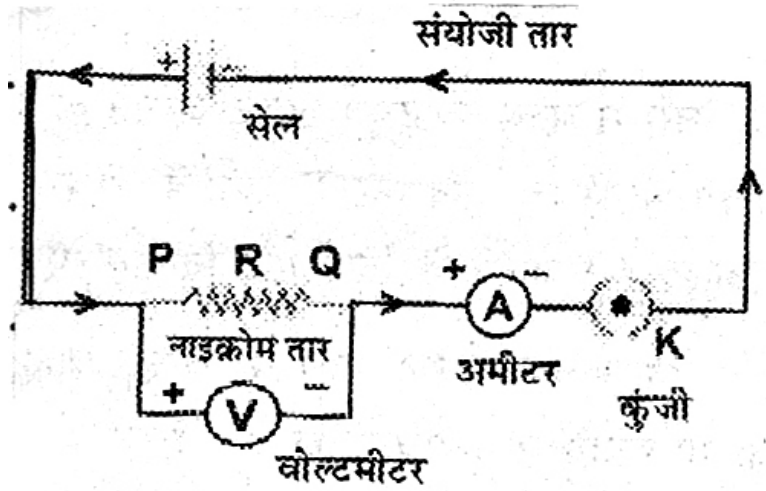 संयोजी तार
+ -
सेल
P R Q
+ -
A
K
नाइक्रोम तार
अमीटर
कुंजी
+ -
V
वोल्टमीटर